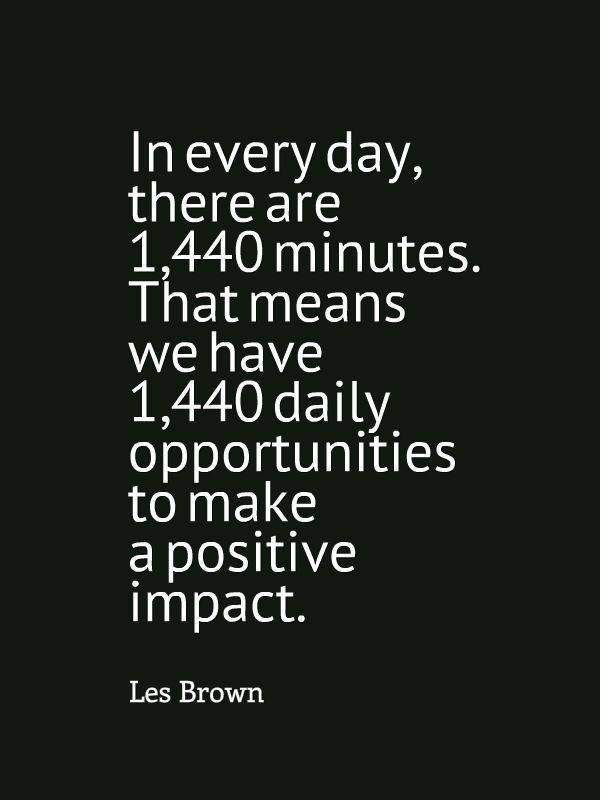 In every day,
there are
1,440 minutes.
That means
we have
1,440 daily
opportunities
to make
a positive
impact.
Les Brown